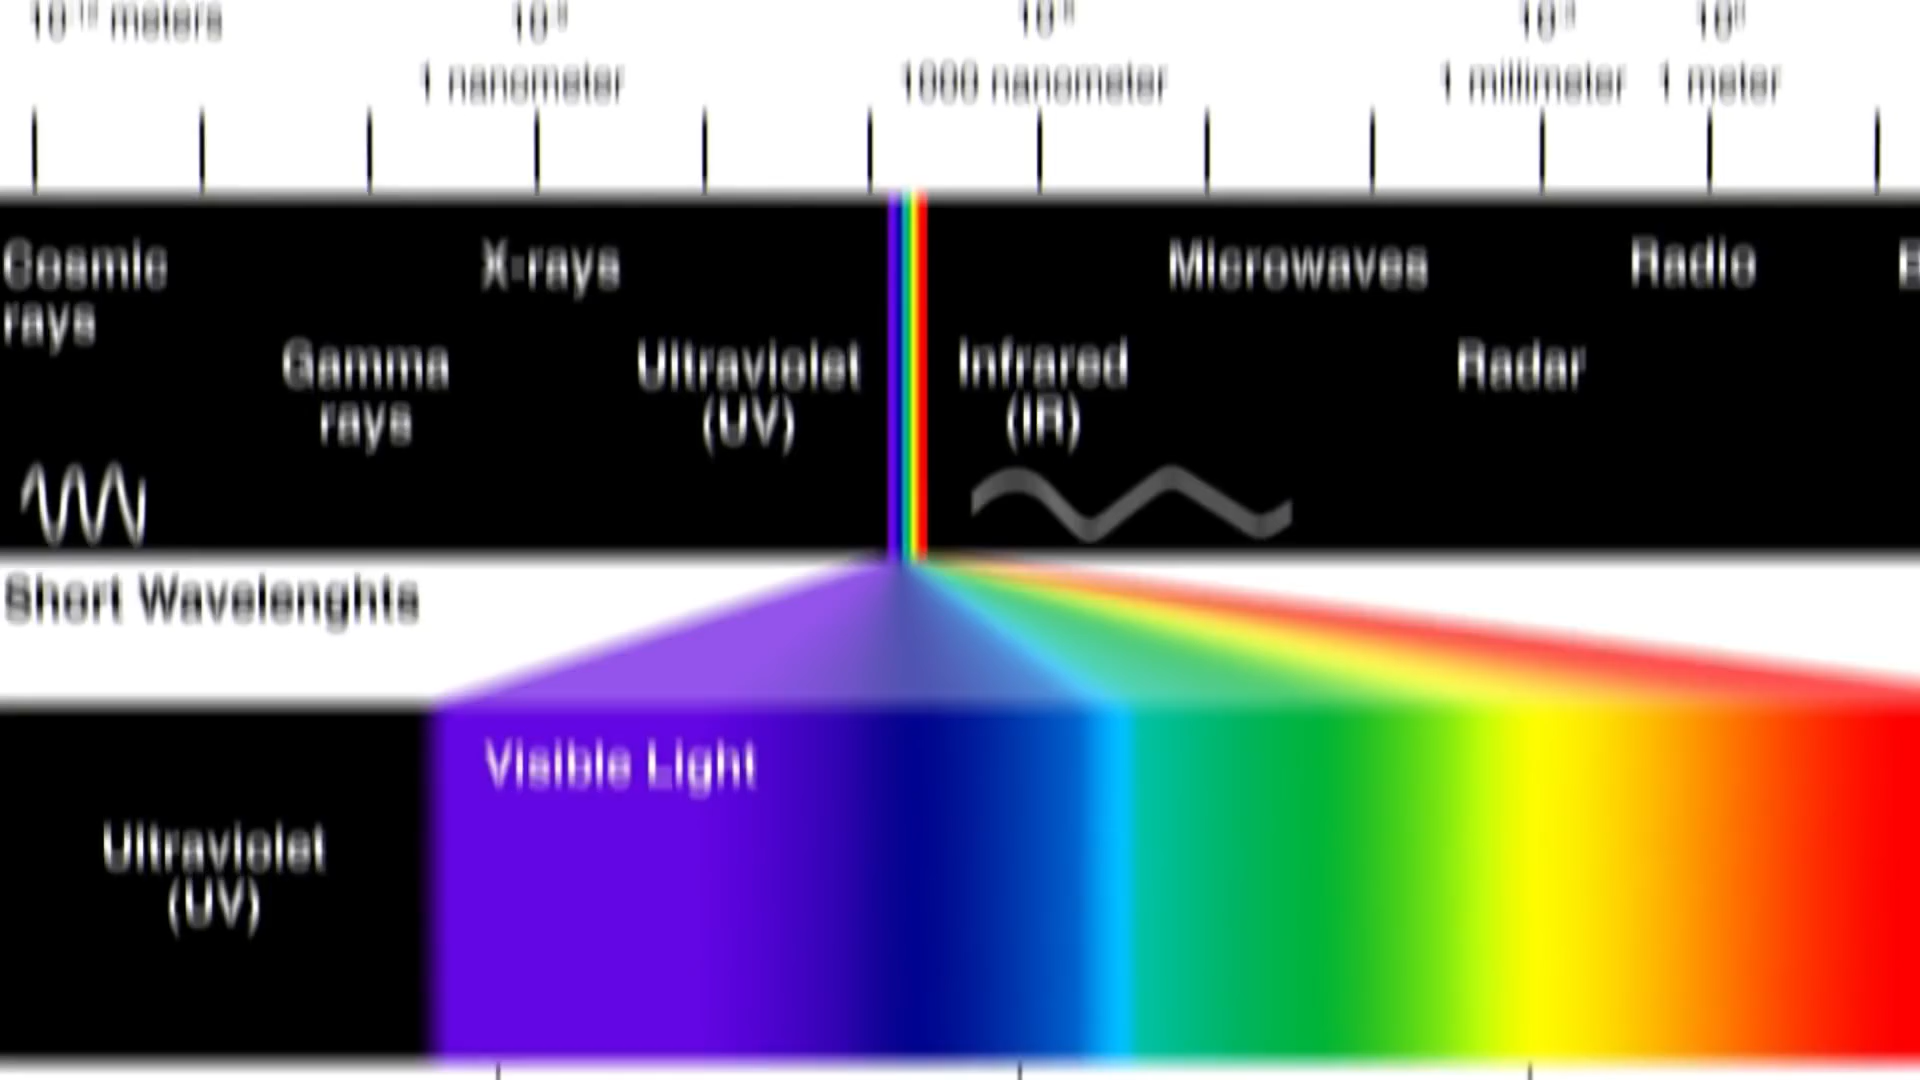 meters
1 nanometer
1000 nanometer
1 millimeter
1 meter
Cosmic
rays
X-rays
Microwaves
Radio
Gamma
rays
Ultraviolet
(UV)
Infrared
(IR)
Radar
Short Wavelenghts
Visible Light
Ultraviolet
(UV)